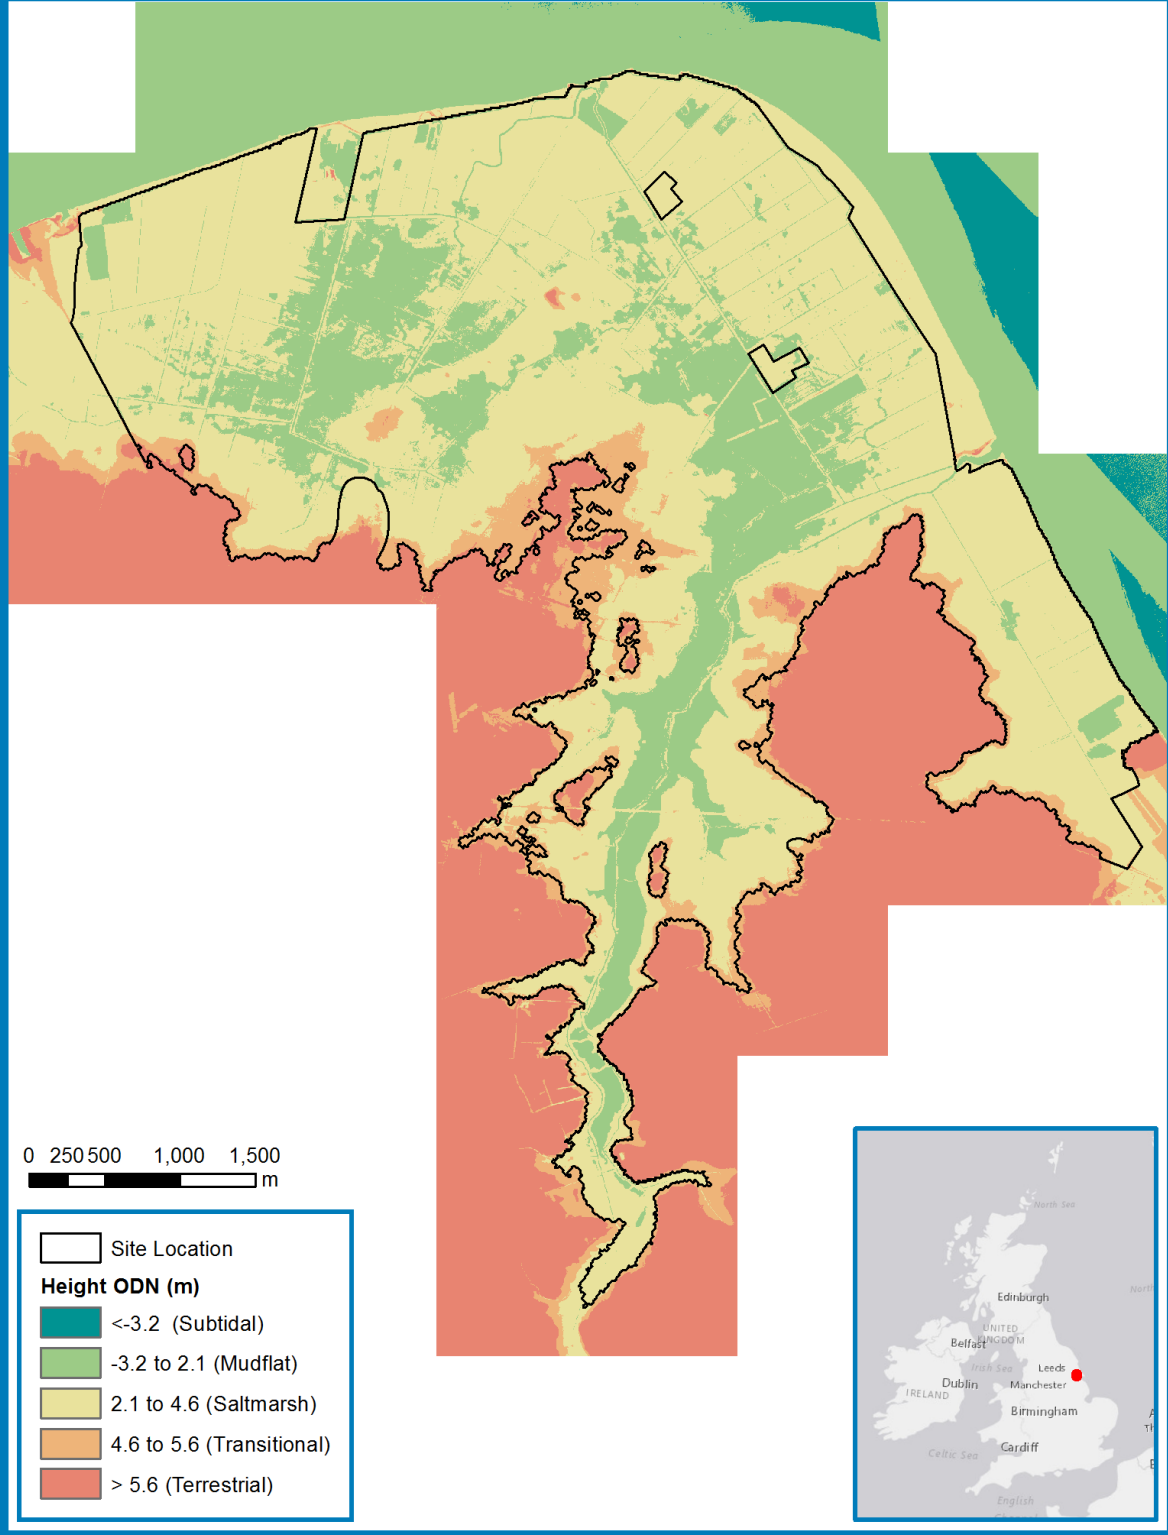 0 250 500 1,000 1,500
m
Site Location
Height ODN (m)
<-3.2 (Subtidal)
-3.2 to 2.1 (Mudflat)
2.1 to 4.6 (Saltmarsh)
4.6 to 5.6 (Transitional)
> 5.6 (Terrestrial)
North Sea
North
Edinburgh
UNITED
KINGDOM
Belfast
Irish Sea
Leeds
Dublin
Manchester
IRELAND
Birmingham
Cardiff
Celtic Sea
English